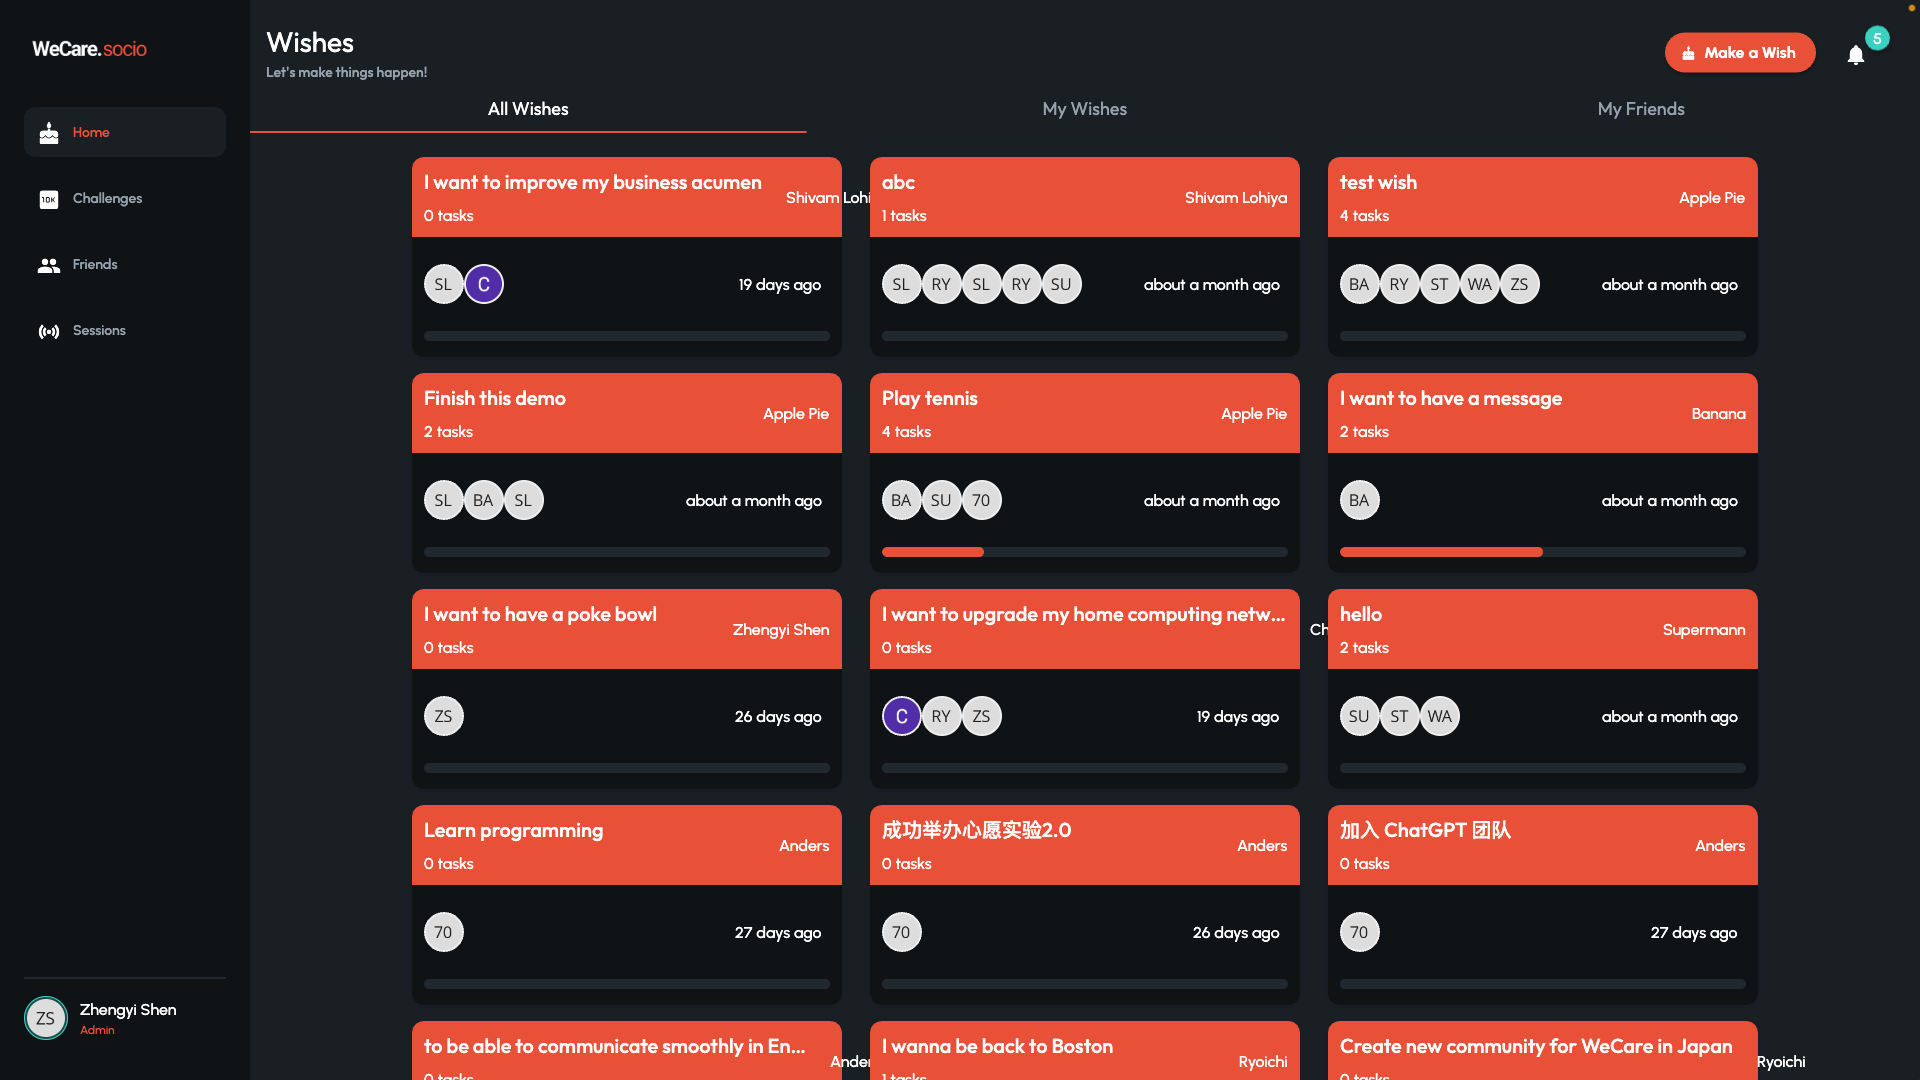 WeCare.socio
Home
Challenges
Friends
Sessions
Zhengyi Shen
Admin
Wishes
Let's make things happen!
Make a Wish
5
All Wishes
My Wishes
My Friends
I want to improve my business acumen
Shivam Lohi
0 tasks
SL
C
19 days ago
abc
Shivam Lohiya
1 tasks
SL
RY
SL
RY
SU
about a month ago
test wish
Apple Pie
4 tasks
BA
RY
ST
WA
ZS
about a month ago
Finish this demo
Apple Pie
2 tasks
SL
BA
SL
about a month ago
Play tennis
Apple Pie
4 tasks
BA
SU
70
about a month ago
I want to have a message
Banana
2 tasks
BA
about a month ago
I want to have a poke bowl
Zhengyi Shen
0 tasks
ZS
26 days ago
I want to upgrade my home computing netw...
Ch
0 tasks
C
RY
ZS
19 days ago
hello
Supermann
2 tasks
SU
ST
WA
about a month ago
Learn programming
Anders
0 tasks
70
27 days ago
成功举办心愿实验2.0
Anders
0 tasks
70
26 days ago
加入 ChatGPT 团队
Anders
0 tasks
70
27 days ago
to be able to communicate smoothly in En...
Ander
0 tasks
I wanna be back to Boston
Ryoichi
1 tasks
Create new community for WeCare in Japan
Ryoichi
0 tasks
ZS
10K